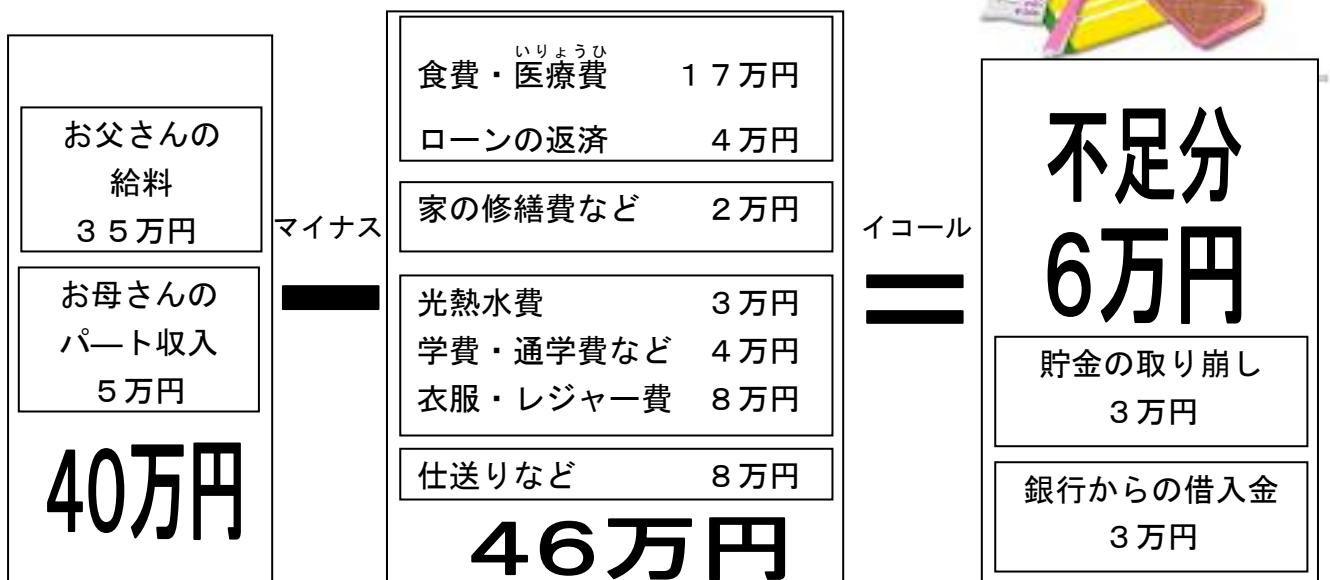 お父さんの
給料
３５万円
お母さんの
パート収入
５万円
40万円
マイナス
いりょうひ
食費・医療費 １７万円
ローンの返済 ４万円
家の修繕費など ２万円
光熱水費 ３万円
学費・通学費など ４万円
衣服・レジャー費 ８万円
仕送りなど ８万円
４６万円
イコール
不足分
6万円
貯金の取り崩し
３万円
銀行からの借入金
３万円